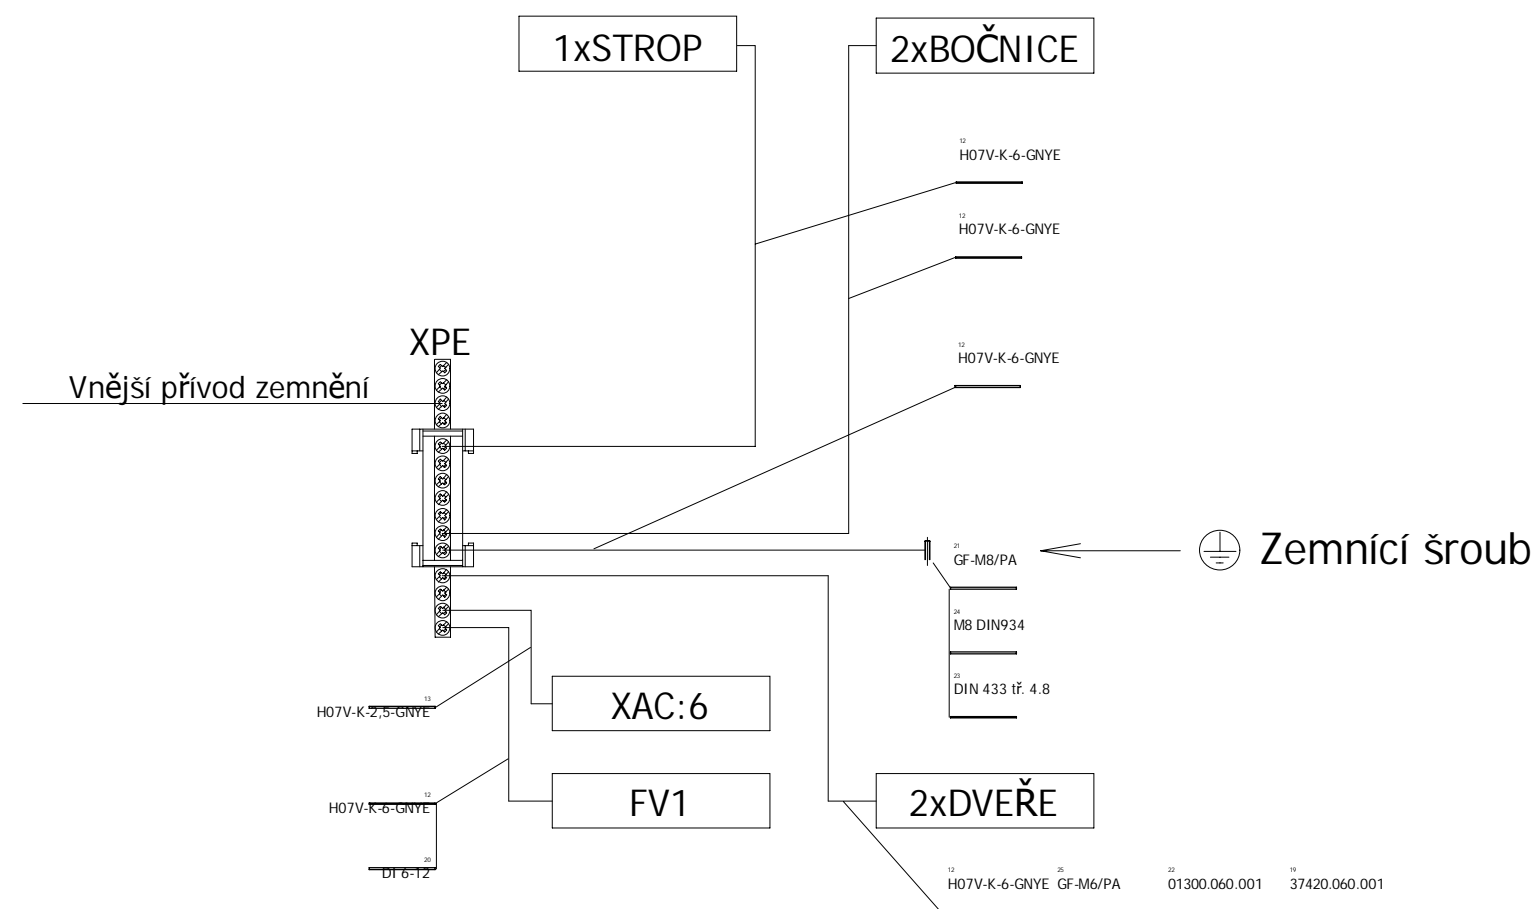 1xSTROP
2xBOČNICE
12
H07V-K-6-GNYE
12
H07V-K-6-GNYE
XPE
12
H07V-K-6-GNYE
Vnější přívod zemnění
21
GF-M8/PA
Zemnící šroub
24
M8 DIN934
23
DIN 433 tř. 4.8
13
H07V-K-2,5-GNYE
XAC:6
12
H07V-K-6-GNYE
FV1
2xDVEŘE
20
DI 6-12
12 25 22 19
H07V-K-6-GNYE GF-M6/PA 01300.060.001 37420.060.001